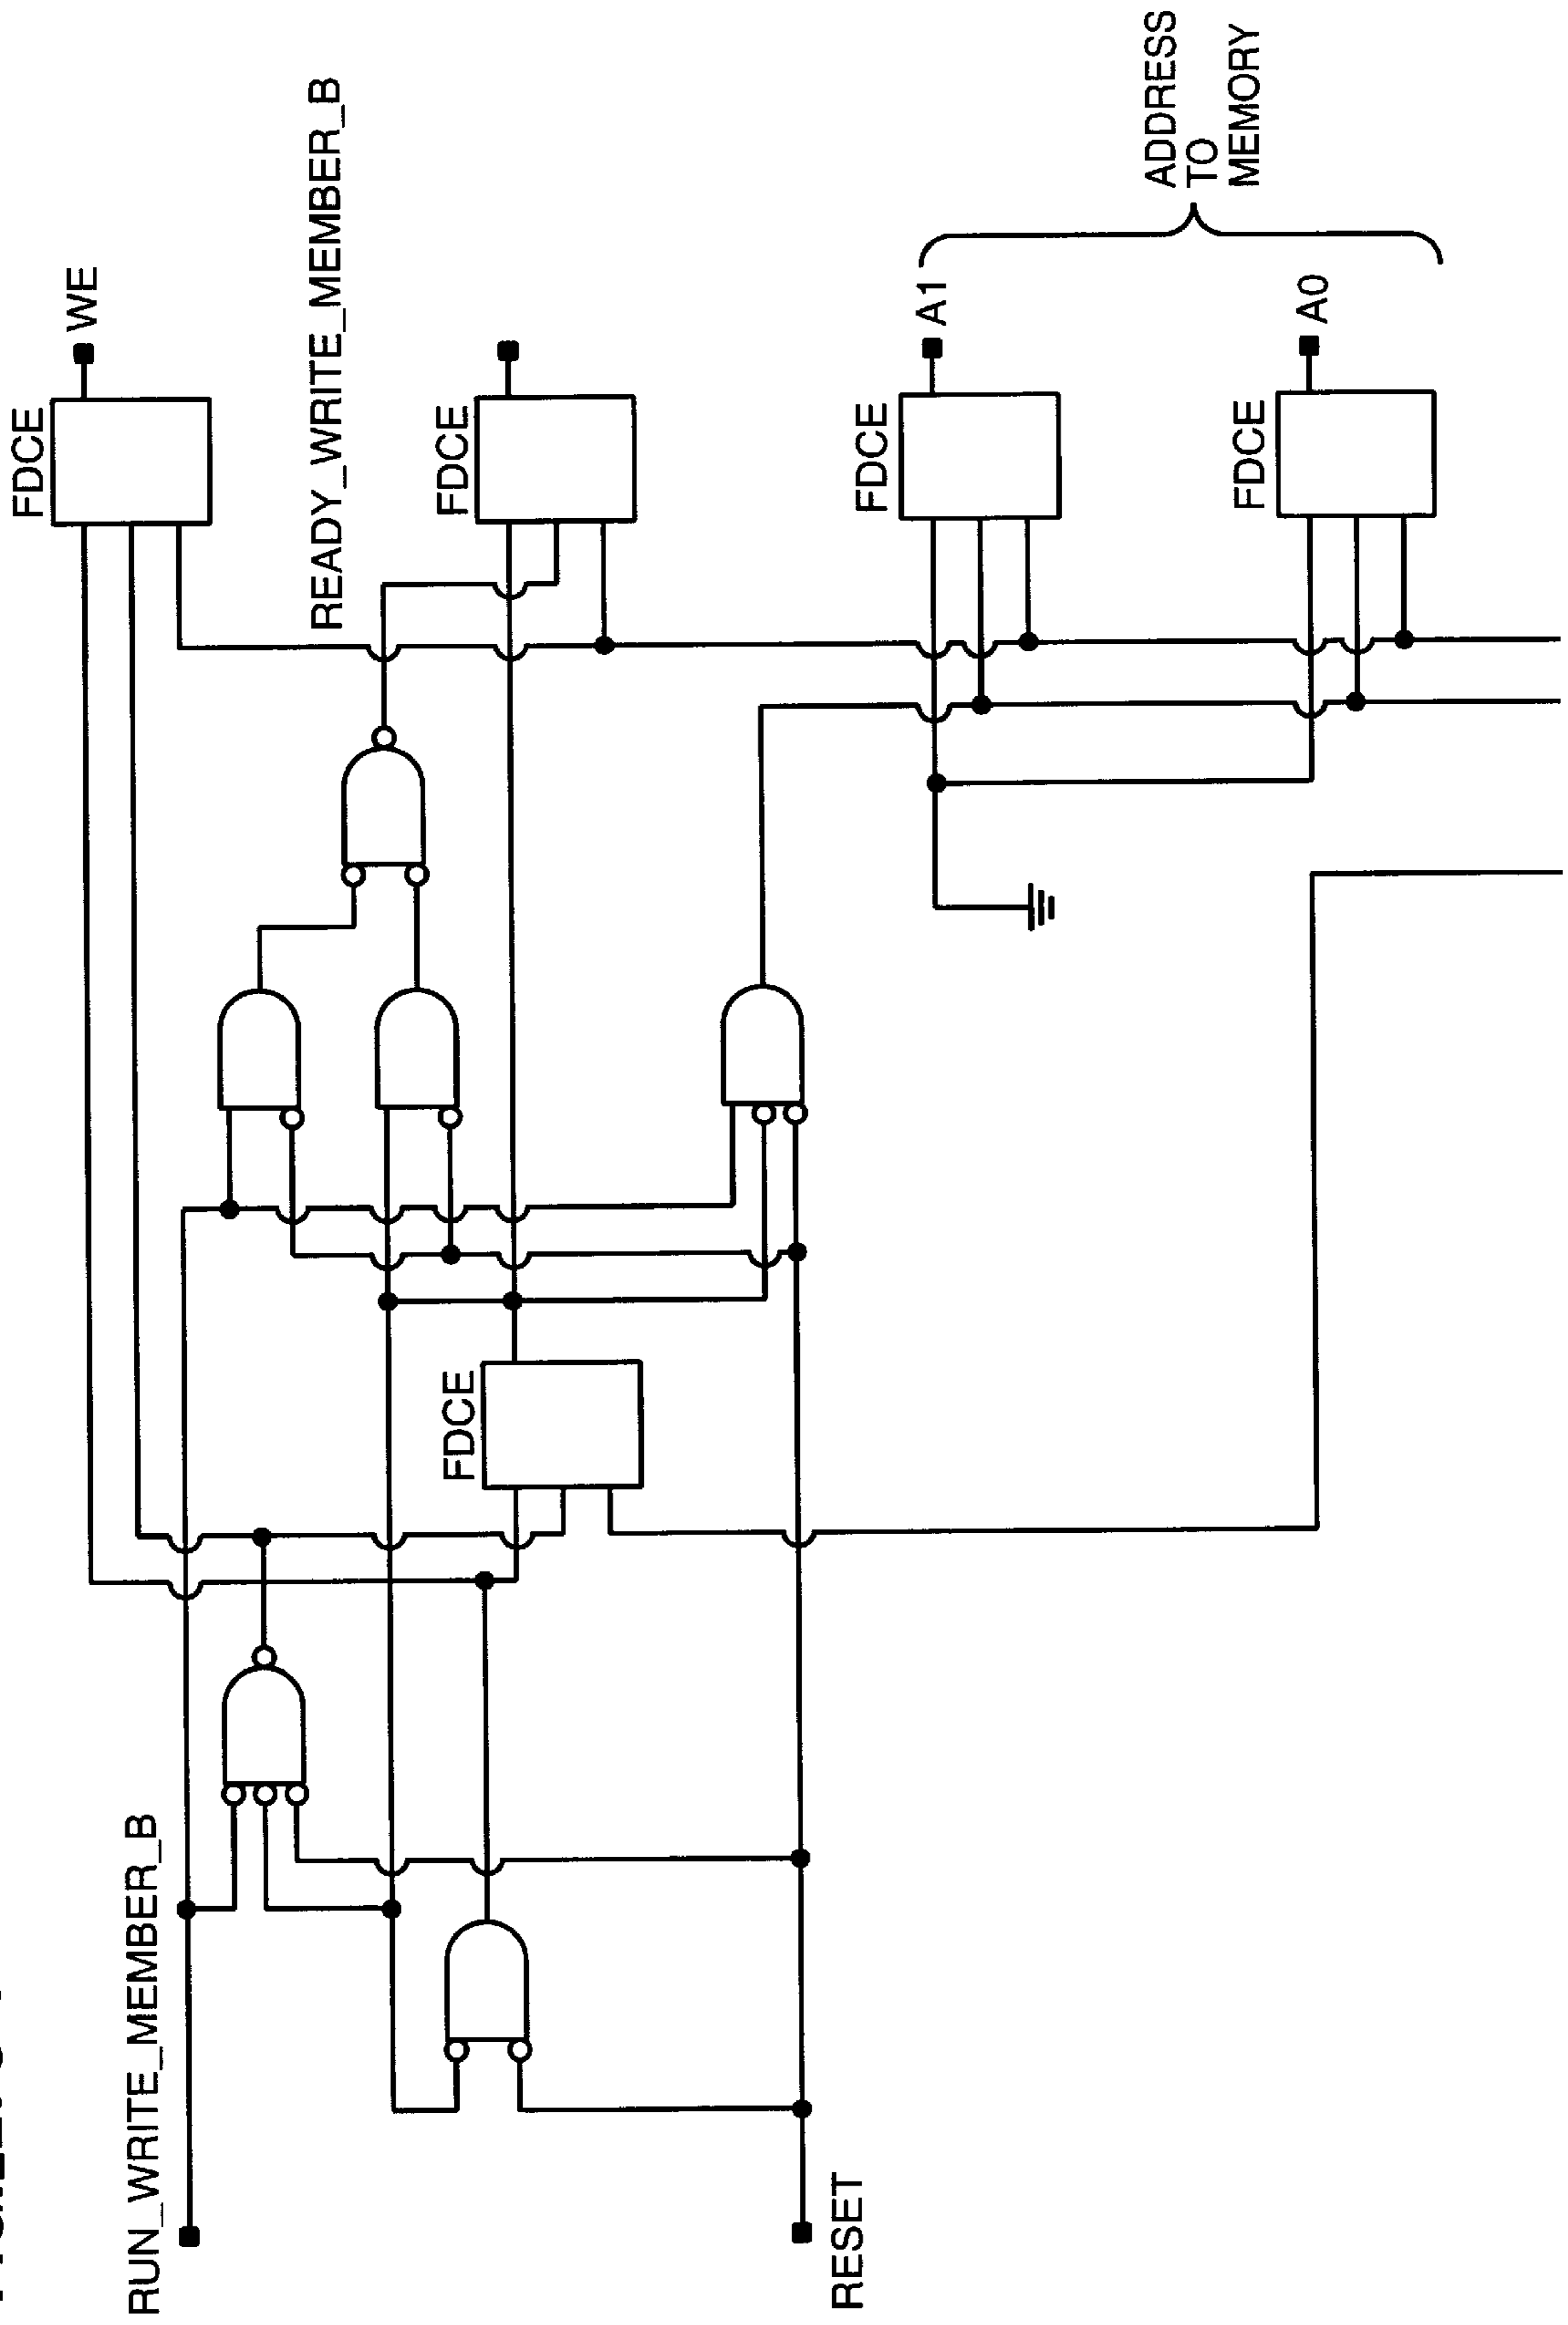 RUN_WRITE_MEMBER_B
RESET
FDCE
FDCE
WE
READY_WRITE_MEMBER_B
FDCE
FDCE
A1
FDCE
A0
ADDRESS
TO
MEMORY